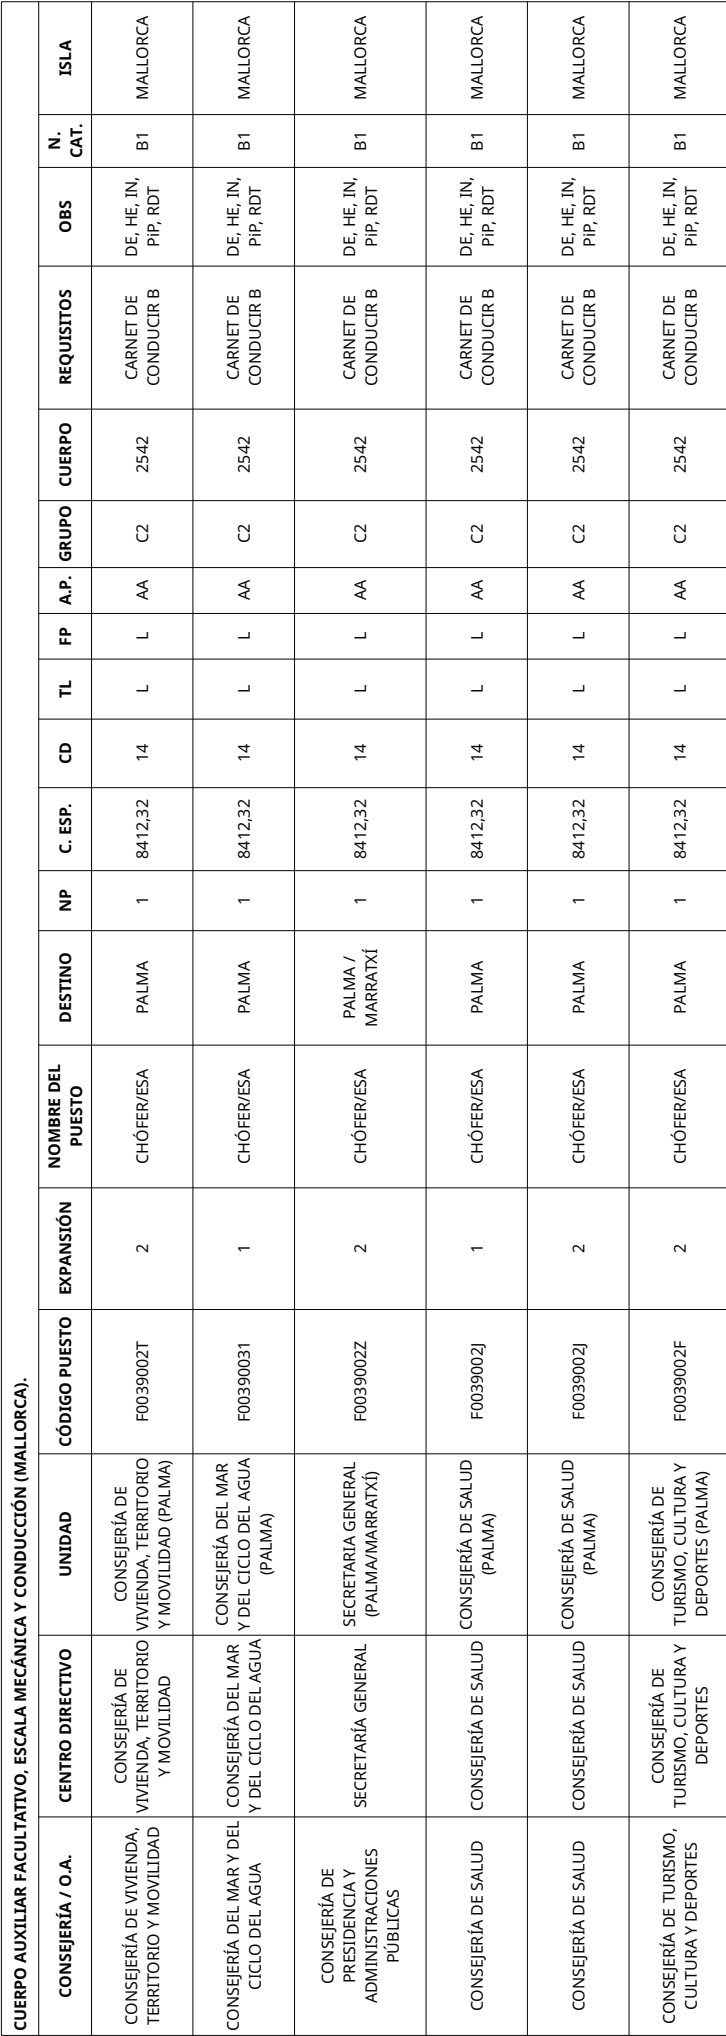 CUERPO AUXILIAR FACULTATIVO, ESCALA MECÁNICA Y CONDUCCIÓN (MALLORCA).
CONSEJERÍA / O.A. CENTRO DIRECTIVO UNIDAD CÓDIGO PUESTO EXPANSIÓN NOMBRE DEL PUESTO DESTINO NP C. ESP. CD TL FP A.P. GRUPO CUERPO REQUISITOS OBS N. CAT. ISLA
CONSEJERÍA DE VIVIENDA, TERRITORIO Y MOVILIDAD CONSEJERÍA DE VIVIENDA, TERRITORIO Y MOVILIDAD CONSEJERÍA DE VIVIENDA, TERRITORIO Y MOVILIDAD (PALMA) F0039002T 2 CHÓFER/ESA PALMA 1 8412,32 14 L L AA C2 2542 CARNET DE CONDUCIR B DE, HE, IN, PiP, RDT B1 MALLORCA
CONSEJERÍA DEL MAR Y DEL CICLO DEL AGUA CONSEJERÍA DEL MAR Y DEL CICLO DEL AGUA CONSEJERÍA DEL MAR Y DEL CICLO DEL AGUA (PALMA) F00390031 1 CHÓFER/ESA PALMA 1 8412,32 14 L L AA C2 2542 CARNET DE CONDUCIR B DE, HE, IN, PiP, RDT B1 MALLORCA
CONSEJERÍA DE PRESIDENCIA Y ADMINISTRACIONES PÚBLICAS SECRETARÍA GENERAL SECRETARIA GENERAL (PALMA/MARRATXÍ) F0039002Z 2 CHÓFER/ESA PALMA / MARRATXÍ 1 8412,32 14 L L AA C2 2542 CARNET DE CONDUCIR B DE, HE, IN, PiP, RDT B1 MALLORCA
CONSEJERÍA DE SALUD CONSEJERÍA DE SALUD CONSEJERÍA DE SALUD (PALMA) F0039002J 1 CHÓFER/ESA PALMA 1 8412,32 14 L L AA C2 2542 CARNET DE CONDUCIR B DE, HE, IN, PiP, RDT B1 MALLORCA
CONSEJERÍA DE SALUD CONSEJERÍA DE SALUD CONSEJERÍA DE SALUD (PALMA) F0039002J 2 CHÓFER/ESA PALMA 1 8412,32 14 L L AA C2 2542 CARNET DE CONDUCIR B DE, HE, IN, PiP, RDT B1 MALLORCA
CONSEJERÍA DE TURISMO, CULTURA Y DEPORTES CONSEJERÍA DE TURISMO, CULTURA Y DEPORTES CONSEJERÍA DE TURISMO, CULTURA Y DEPORTES (PALMA) F0039002F 2 CHÓFER/ESA PALMA 1 8412,32 14 L L AA C2 2542 CARNET DE CONDUCIR B DE, HE, IN, PiP, RDT B1 MALLORCA